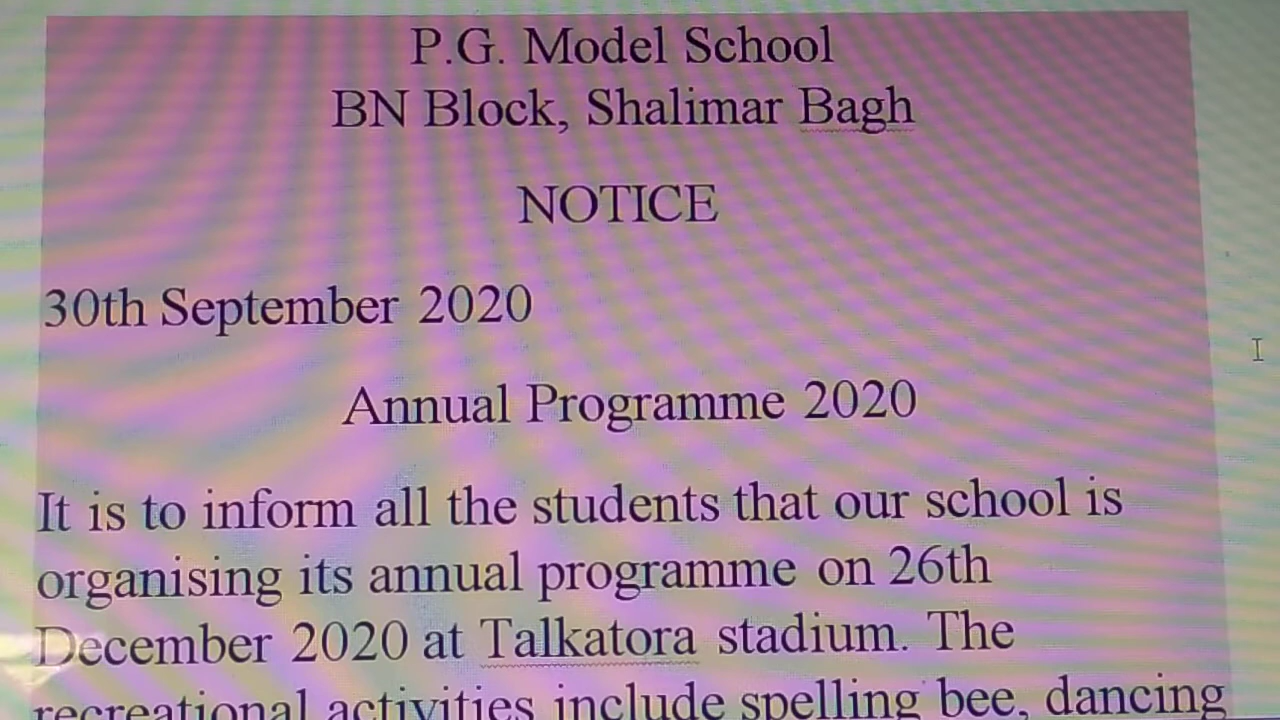 P.G. Model School
BN Block, Shalimar Bagh
NOTICE
30th September 2020
Annual Programme 2020
It is to inform all the students that our school is
organising its annual programme on 26th
December 2020 at Talkatora stadium. The
recreational activities include spelling bee, dancing